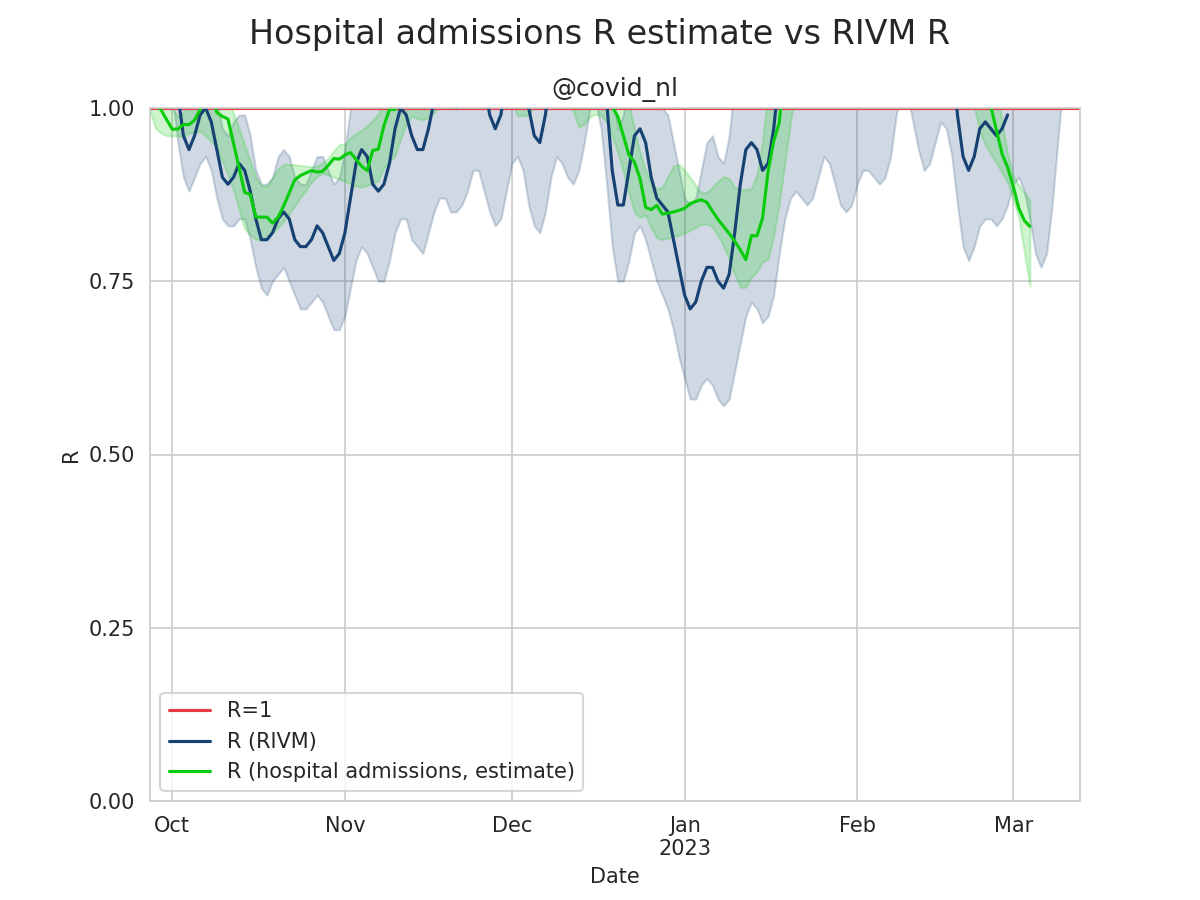 Hospital admissions R estimate vs RIVM R
@covid_nl
1.00
0.75
0.50
0.25
0.00
R
R=1
R (RIVM)
R (hospital admissions, estimate)
Oct Nov Dec Jan Feb Mar
2023
Date